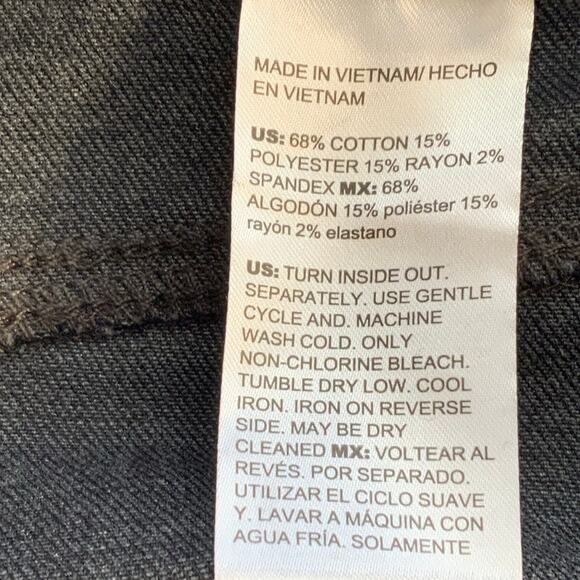 MADE IN VIETNAM/ HECHO
EN VIETNAM
US: 68% COTTON 15%
POLYESTER 15% RAYON 2%
SPANDEX MX: 68%
ALGODÓN 15% poliéster 15%
rayón 2% elastano
US: TURN INSIDE OUT.
SEPARATELY. USE GENTLE
CYCLE AND. MACHINE
WASH COLD. ONLY
NON-CHLORINE BLEACH.
TUMBLE DRY LOW. COOL
IRON. IRON ON REVERSE
SIDE. MAY BE DRY
CLEANED MX: VOLTEAR AL
REVÉS. POR SEPARADO.
UTILIZAR EL CICLO SUAVE
Y. LAVAR A MÁQUINA CON
AGUA FRÍA. SOLAMENTE